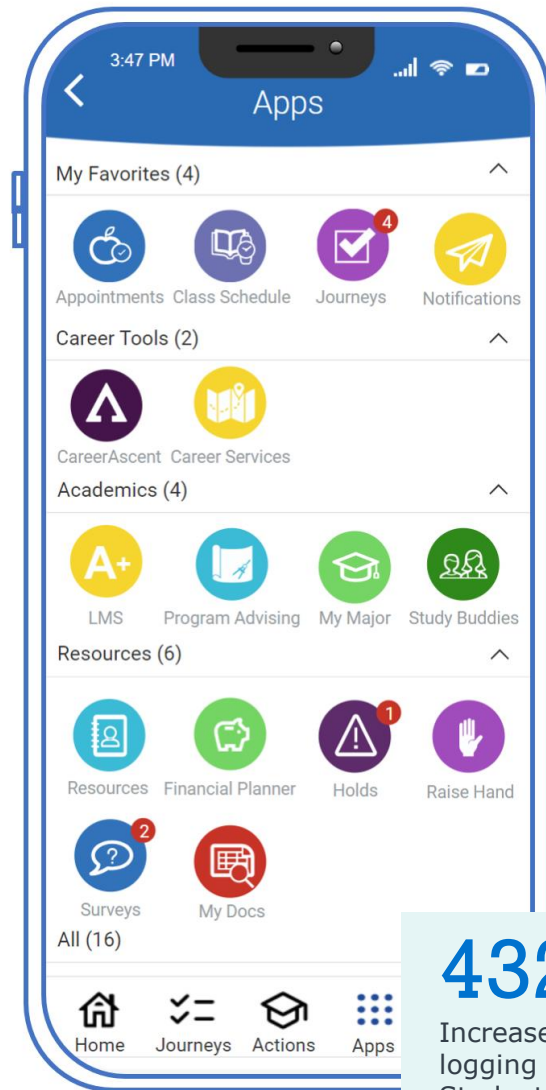 3:47 PM
Apps
My Favorites (4)
4
Appointments Class Schedule Journeys Notifications
Career Tools (2)
CareerAscent Career Services
Academics (4)
A+
LMS Program Advising My Major Study Buddies
Resources (6)
1
Resources Financial Planner Holds Raise Hand
?
2
Surveys My Docs
All (16)
Home Journeys Actions Apps
432
Increase
logging